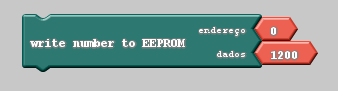 write number to EEPROM
endereço
0
dados
1200